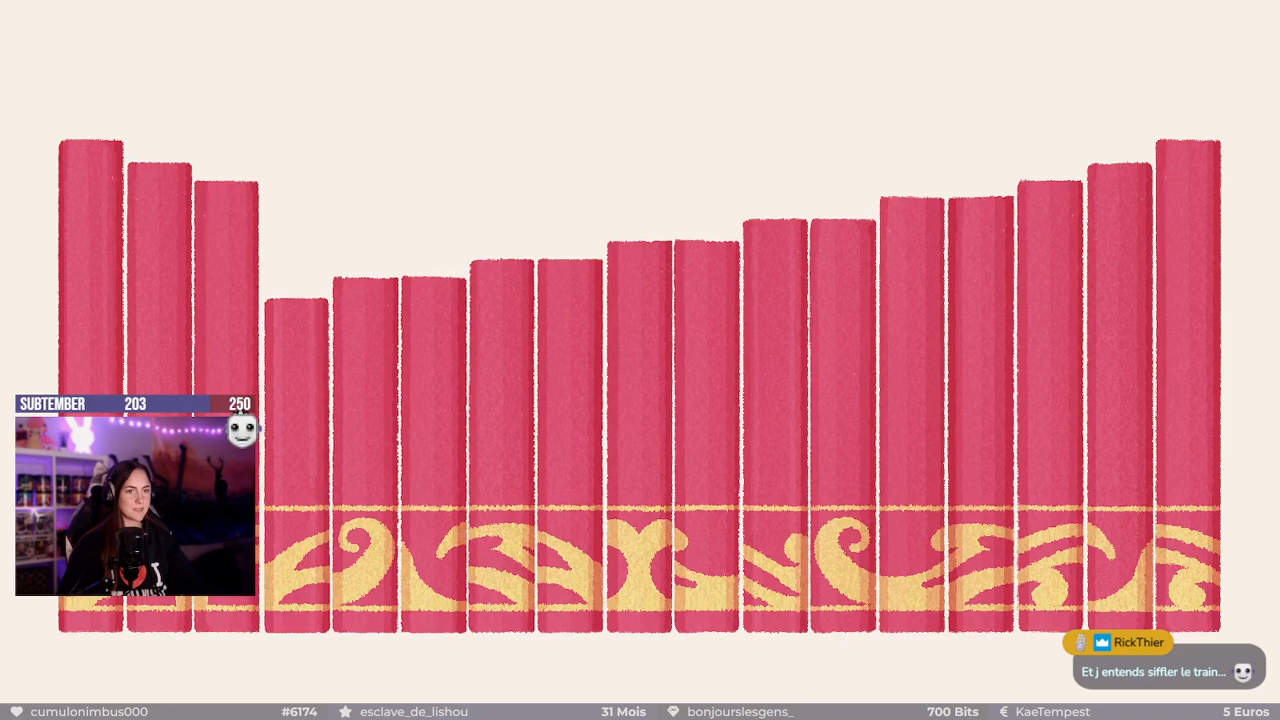 SUBTEMBER 203 250
RickThier
Et j entends siffler le train...
cumulonimbus000 #6174 esclave_de_lishou 31 Mois bonjourslesgens_ 700 Bits KaeTempest 5 Euros